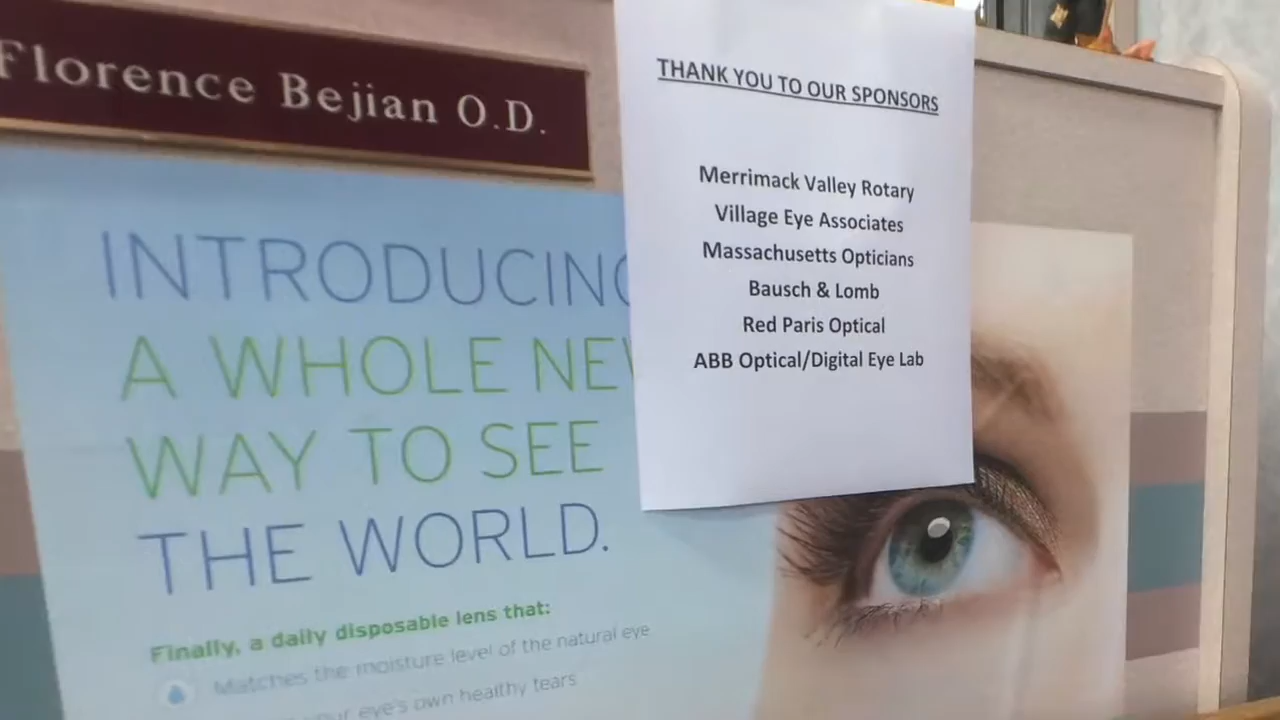 Florence Bejian O.D.
THANK YOU TO OUR SPONSORS
Merrimack Valley Rotary
Village Eye Associates
Massachusetts Opticians
Bausch & Lomb
Red Paris Optical
ABB Optical/Digital Eye Lab
INTRODUCING
A WHOLE NE
WAY TO SEE
THE WORLD.
Finally, a daily disposable lens that:
Matches the moisture level of the natural eye
eye's own healthy tears